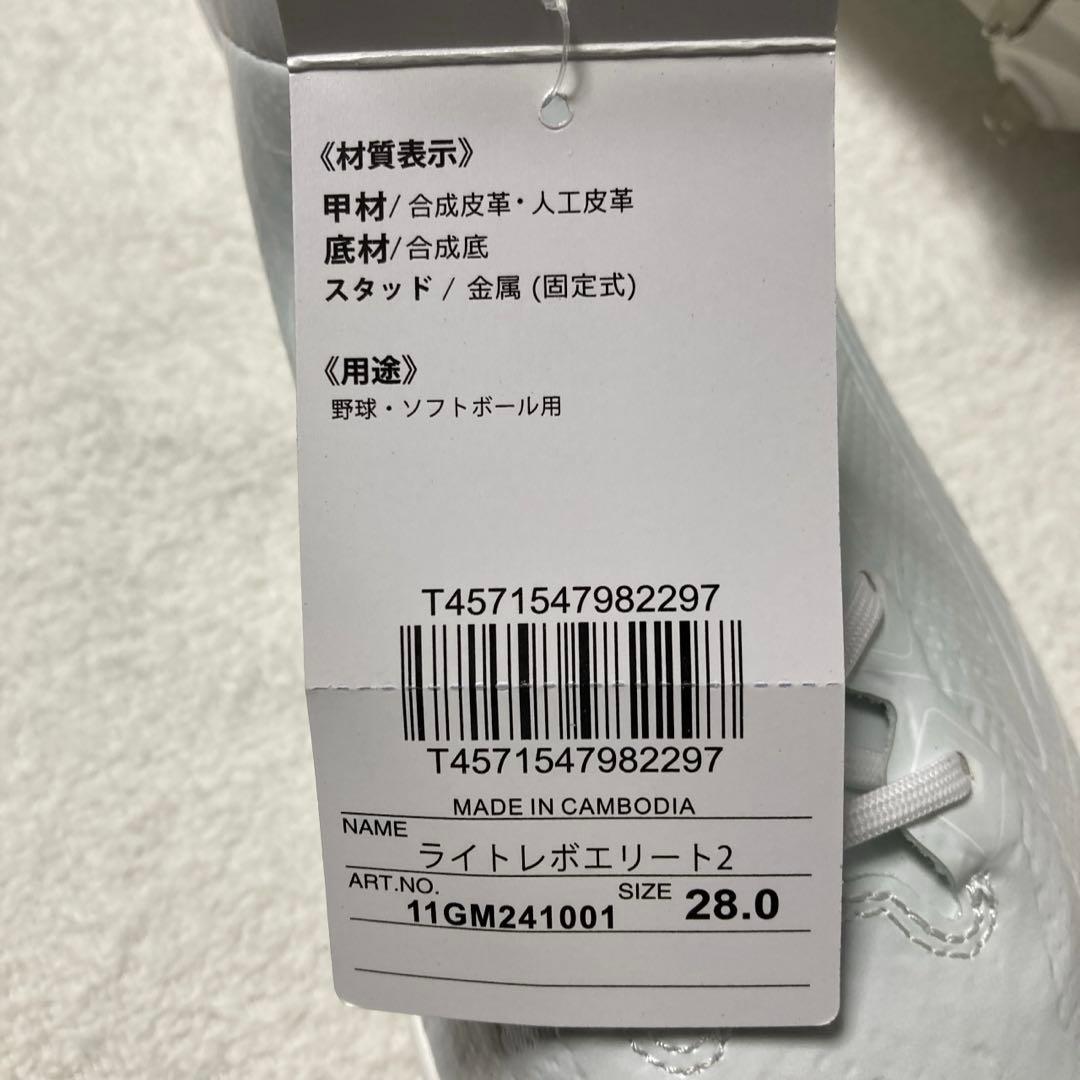 《材質表示》
甲材/合成皮革・人工皮革
底材/合成底
スタッド / 金属 (固定式)
《用途》
野球・ソフトボール用
T4571547982297
T4571547982297
MADE IN CAMBODIA
NAME ライトレボエリート2
ART.NO. 11GM241001 SIZE 28.0